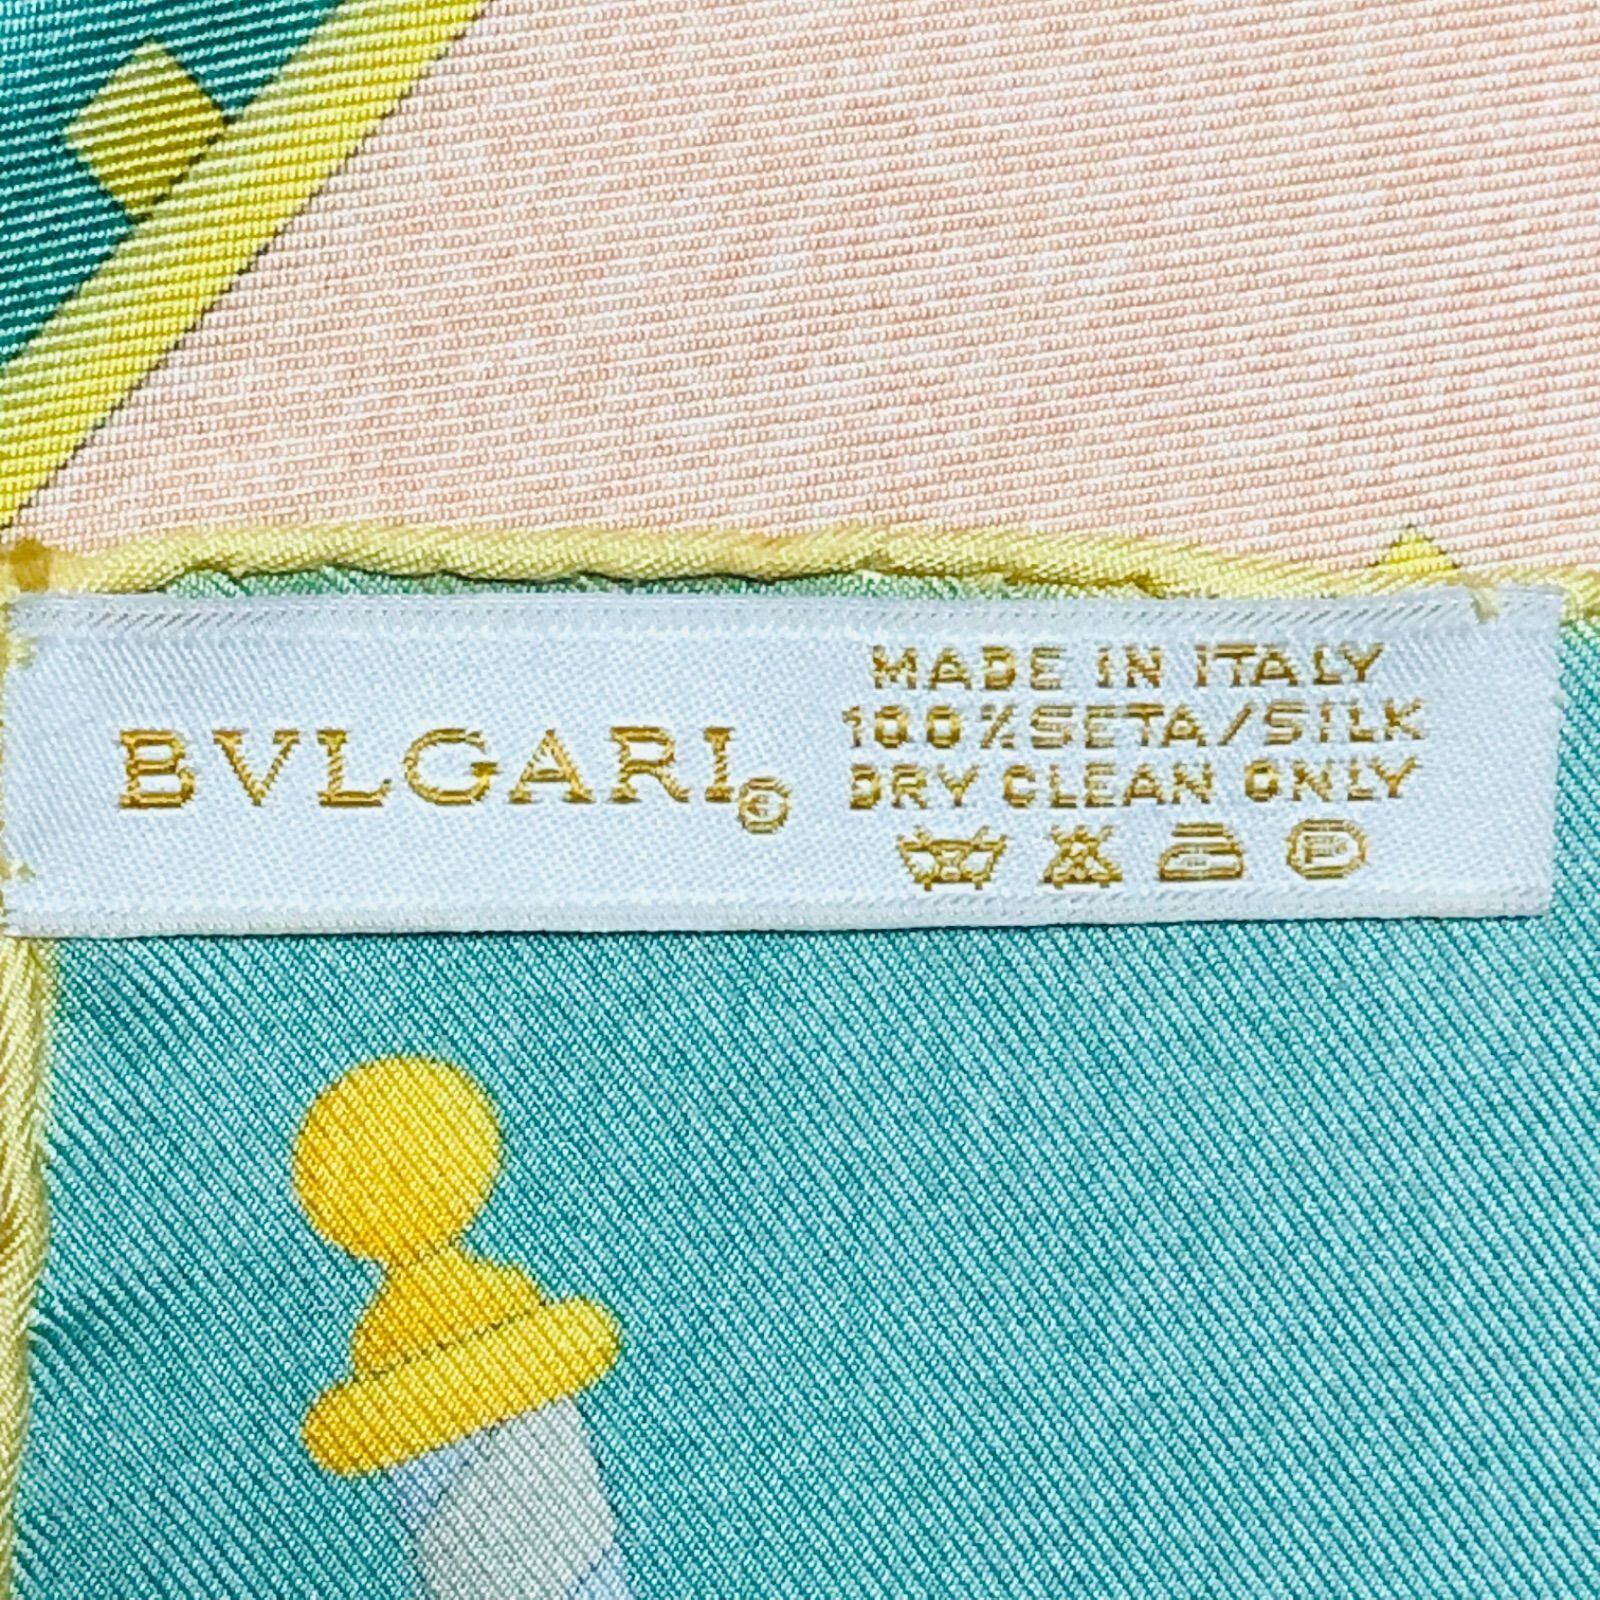 BVLGARI©
MADE IN ITALY
100%SETA/SILK
DRY CLEAN ONLY
P